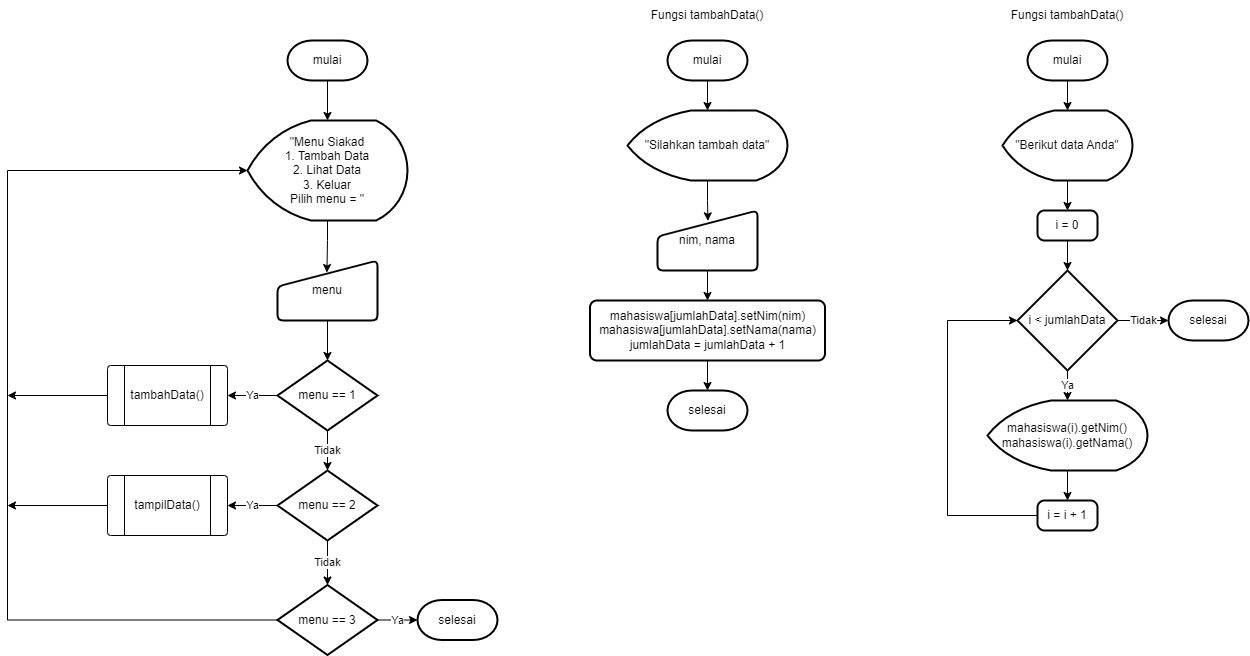 mulai
"Menu Siakad
1. Tambah Data
2. Lihat Data
3. Keluar
Pilih menu = "
menu
menu == 1
Ya
tambahData()
Tidak
menu == 2
Ya
tampilData()
Tidak
menu == 3
Ya
selesai
Fungsi tambahData()
mulai
"Silahkan tambah data"
nim, nama
mahasiswa[jumlahData].setNim(nim)
mahasiswa[jumlahData].setNama(nama)
jumlahData = jumlahData + 1
selesai
Fungsi tambahData()
mulai
"Berikut data Anda"
i = 0
i < jumlahData
Tidak
selesai
Ya
mahasiswa(i).getNim()
mahasiswa(i).getNama()
i = i + 1